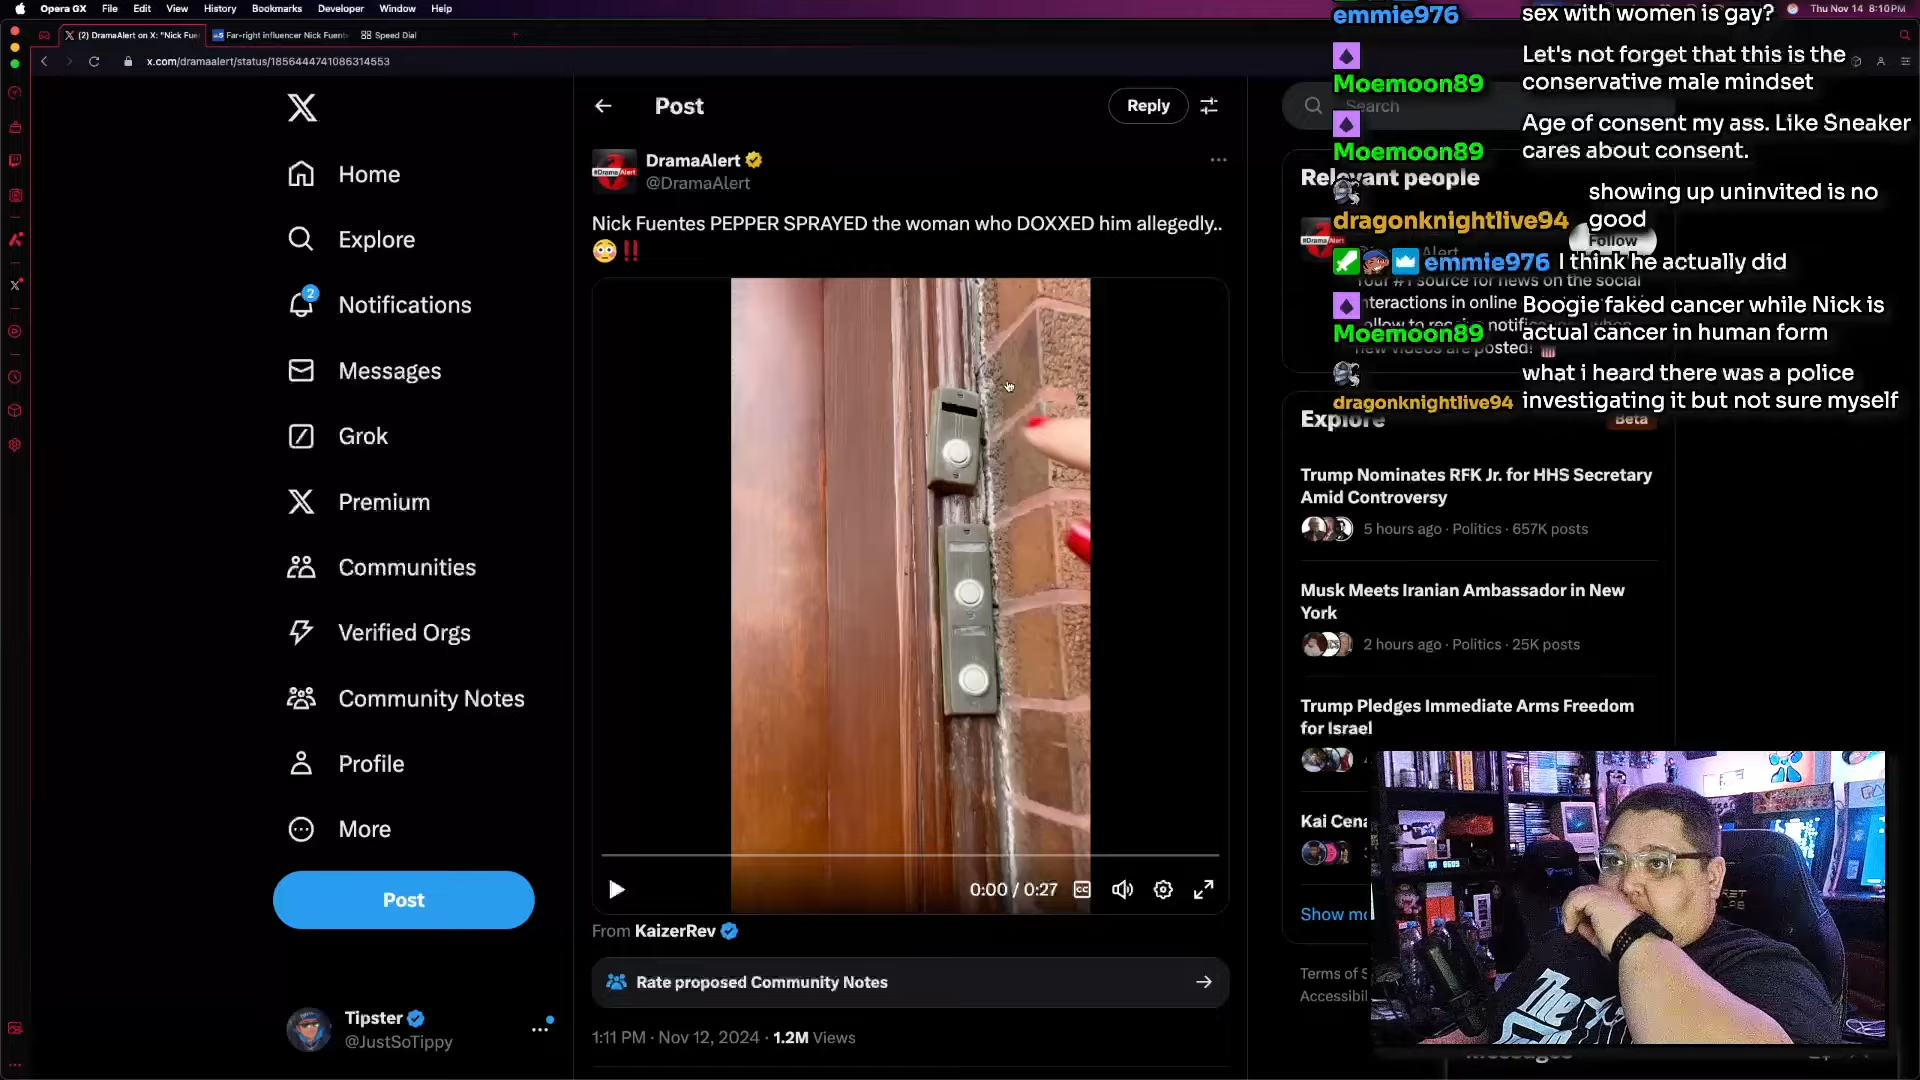 Opera GX File Edit View History Bookmarks Developer Window Help
Thu Nov 14 8:10 PM
(2) DramaAlert on X: "Nick Fue
Far-right influencer Nick Fuent
Speed Dial
x.com/dramaalert/status/1856444741086314553
Home
Explore
Notifications
2
Messages
Grok
Premium
Communities
Verified Orgs
Community Notes
Profile
More
Post
Tipster
@JustSoTippy
Post
Reply
DramaAlert
@DramaAlert
Nick Fuentes PEPPER SPRAYED the woman who DOXXED him allegedly..
😳‼️
0:00 / 0:27
CC
From KaizerRev
Rate proposed Community Notes
1:11 PM · Nov 12, 2024 · 1.2M Views
emmie976 sex with women is gay?
Moemoon89 Let's not forget that this is the
conservative male mindset
Moemoon89 Age of consent my ass. Like Sneaker
cares about consent.
dragonknightlive94 showing up uninvited is no
good
emmie976 I think he actually did
Moemoon89 Boogie faked cancer while Nick is
actual cancer in human form
dragonknightlive94 what i heard there was a police
investigating it but not sure myself
Search
Relevant people
Follow
Your #1 source for news on the social
interactions in online
new videos are posted!
Explore
Beta
Trump Nominates RFK Jr. for HHS Secretary
Amid Controversy
5 hours ago · Politics · 657K posts
Musk Meets Iranian Ambassador in New
York
2 hours ago · Politics · 25K posts
Trump Pledges Immediate Arms Freedom
for Israel
Kai Cena
Show mo
Terms of S
Accessibil
Messages